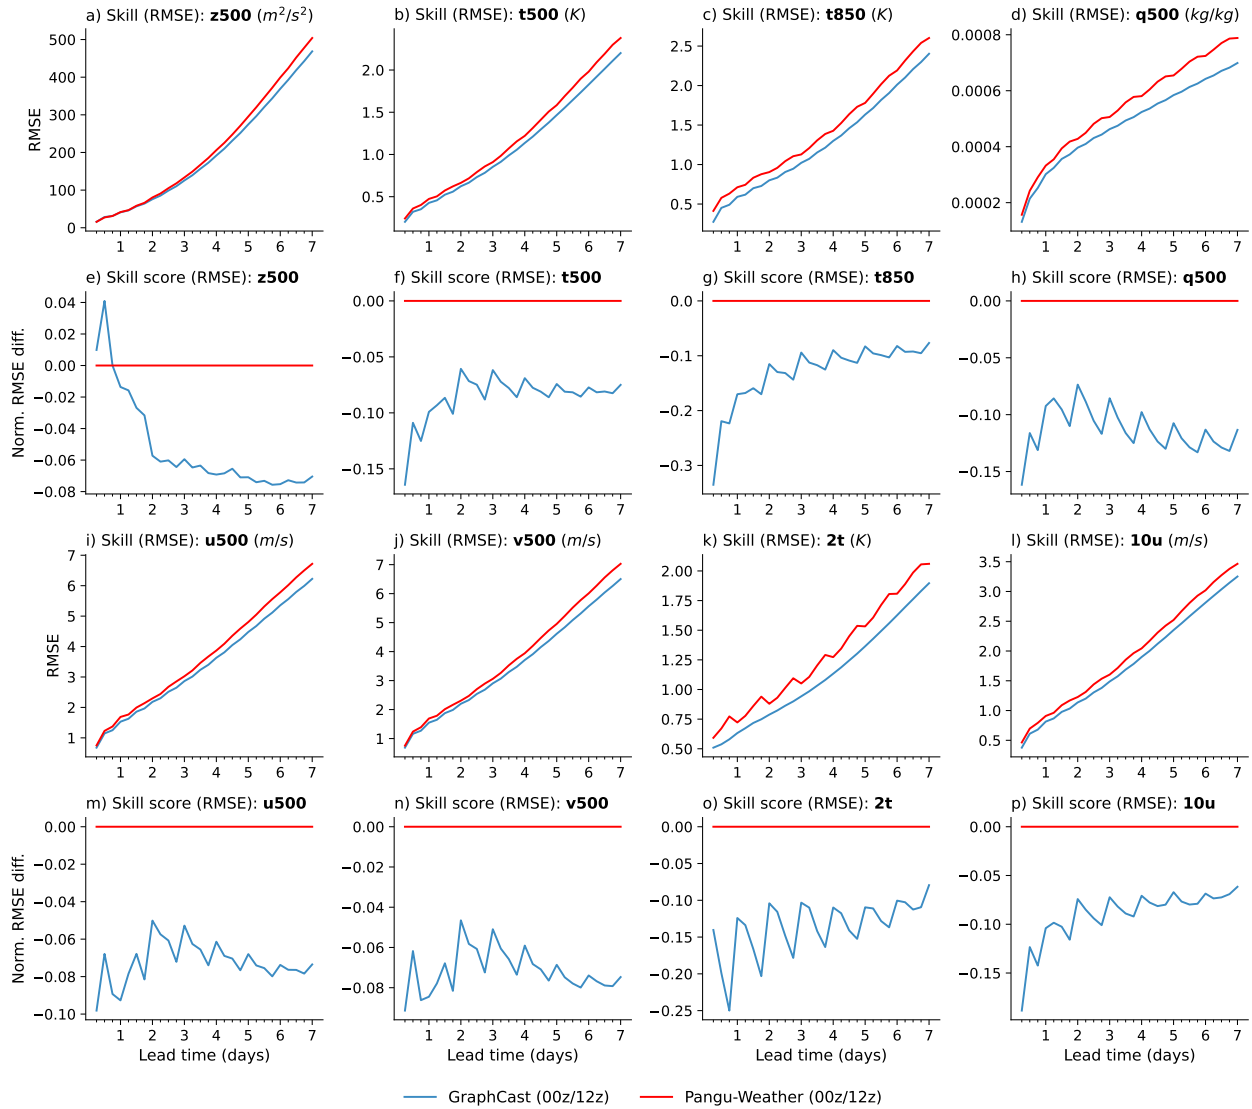 a) Skill (RMSE): z500 (m²/s²)
b) Skill (RMSE): t500 (K)
c) Skill (RMSE): t850 (K)
d) Skill (RMSE): q500 (kg/kg)
RMSE
500
400
300
200
100
0
1 2 3 4 5 6 7
2.0
1.5
1.0
0.5
1 2 3 4 5 6 7
2.5
2.0
1.5
1.0
0.5
1 2 3 4 5 6 7
0.0008
0.0006
0.0004
0.0002
1 2 3 4 5 6 7
e) Skill score (RMSE): z500
f) Skill score (RMSE): t500
g) Skill score (RMSE): t850
h) Skill score (RMSE): q500
Norm. RMSE diff.
0.04
0.02
0.00
−0.02
−0.04
−0.06
−0.08
1 2 3 4 5 6 7
0.00
−0.05
−0.10
−0.15
1 2 3 4 5 6 7
0.0
−0.1
−0.2
−0.3
1 2 3 4 5 6 7
0.00
−0.05
−0.10
−0.15
1 2 3 4 5 6 7
i) Skill (RMSE): u500 (m/s)
j) Skill (RMSE): v500 (m/s)
k) Skill (RMSE): 2t (K)
l) Skill (RMSE): 10u (m/s)
RMSE
7
6
5
4
3
2
1
1 2 3 4 5 6 7
7
6
5
4
3
2
1
1 2 3 4 5 6 7
2.00
1.75
1.50
1.25
1.00
0.75
0.50
1 2 3 4 5 6 7
3.5
3.0
2.5
2.0
1.5
1.0
0.5
1 2 3 4 5 6 7
m) Skill score (RMSE): u500
n) Skill score (RMSE): v500
o) Skill score (RMSE): 2t
p) Skill score (RMSE): 10u
Norm. RMSE diff.
0.00
−0.02
−0.04
−0.06
−0.08
−0.10
1 2 3 4 5 6 7
Lead time (days)
0.00
−0.02
−0.04
−0.06
−0.08
1 2 3 4 5 6 7
Lead time (days)
0.00
−0.05
−0.10
−0.15
−0.20
−0.25
1 2 3 4 5 6 7
Lead time (days)
0.00
−0.05
−0.10
−0.15
1 2 3 4 5 6 7
Lead time (days)
GraphCast (00z/12z)
Pangu-Weather (00z/12z)